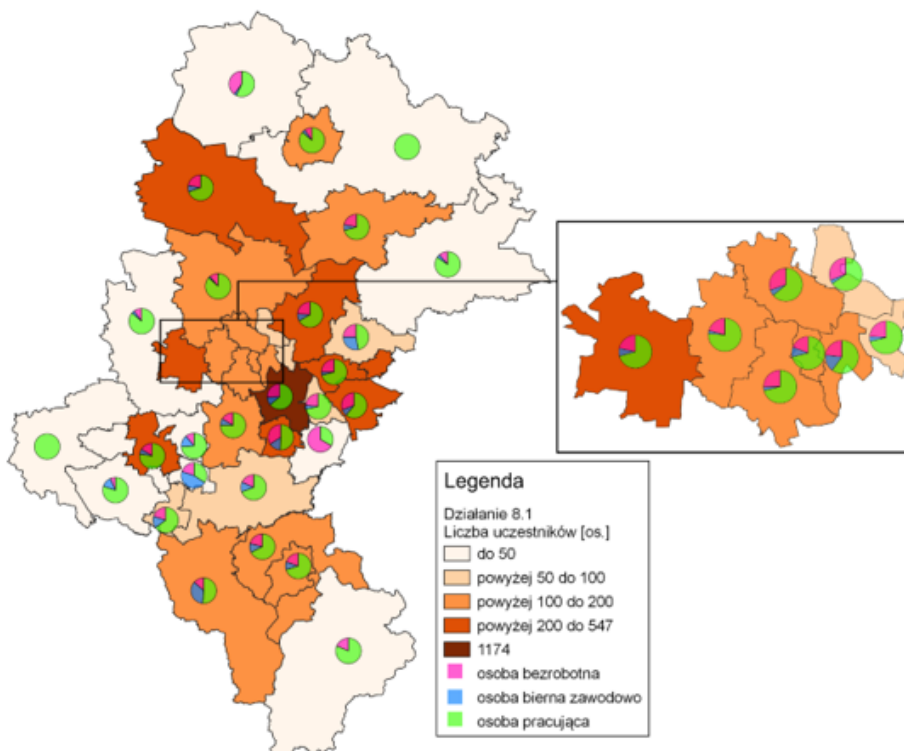 Legenda
Działanie 8.1
Liczba uczestników [os.]
do 50
powyżej 50 do 100
powyżej 100 do 200
powyżej 200 do 547
1174
osoba bezrobotna
osoba bierna zawodowo
osoba pracująca